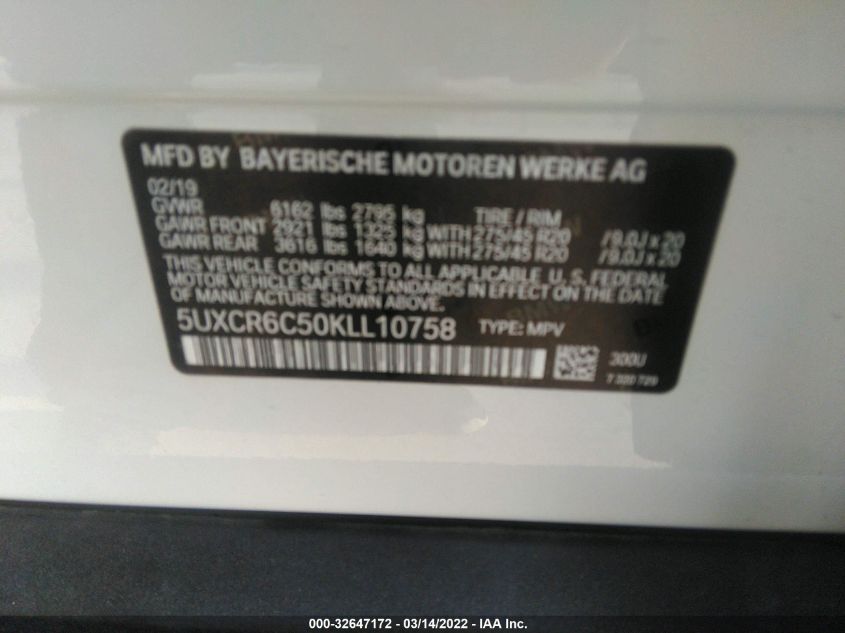 MFD BY BAYERISCHE MOTOREN WERKE AG
02/19
GVWR 6162 lbs 2795 kg TIRE / RIM
GAWR FRONT 2921 lbs 1325 kg WITH 275/45 R20 /9.0J x 20
GAWR REAR 3616 lbs 1640 kg WITH 275/45 R20 /9.0J x 20
THIS VEHICLE CONFORMS TO ALL APPLICABLE U.S. FEDERAL
MOTOR VEHICLE SAFETY STANDARDS IN EFFECT ON THE DATE
OF MANUFACTURE SHOWN ABOVE.
5UXCR6C50KLL10758 TYPE: MPV
300U
000-32647172 / 03/14/2022 - IAA Inc.